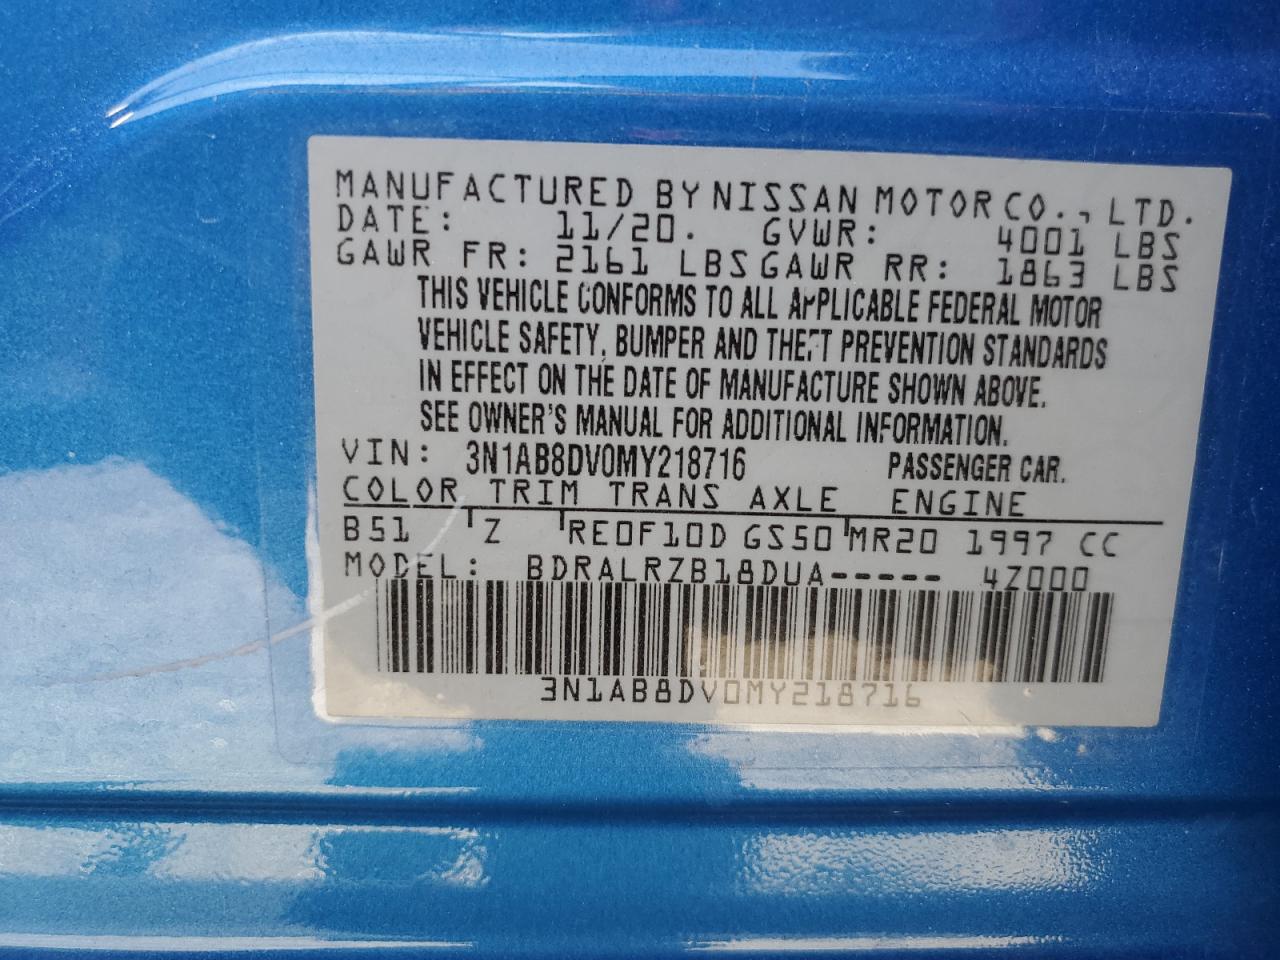 MANUFACTURED BY NISSAN MOTOR CO., LTD.
DATE: 11/20. GVWR: 4001 LBS
GAWR FR: 2161 LBS GAWR RR: 1863 LBS
THIS VEHICLE CONFORMS TO ALL APPLICABLE FEDERAL MOTOR
VEHICLE SAFETY, BUMPER AND THEFT PREVENTION STANDARDS
IN EFFECT ON THE DATE OF MANUFACTURE SHOWN ABOVE.
SEE OWNER'S MANUAL FOR ADDITIONAL INFORMATION.
VIN: 3N1AB8DV0MY218716 PASSENGER CAR.
COLOR TRIM TRANS AXLE ENGINE
B51 Z RE0F10D GS50 MR20 1997 CC
MODEL: BDRALRZB18DUA----- 4Z000
3N1AB8DV0MY218716